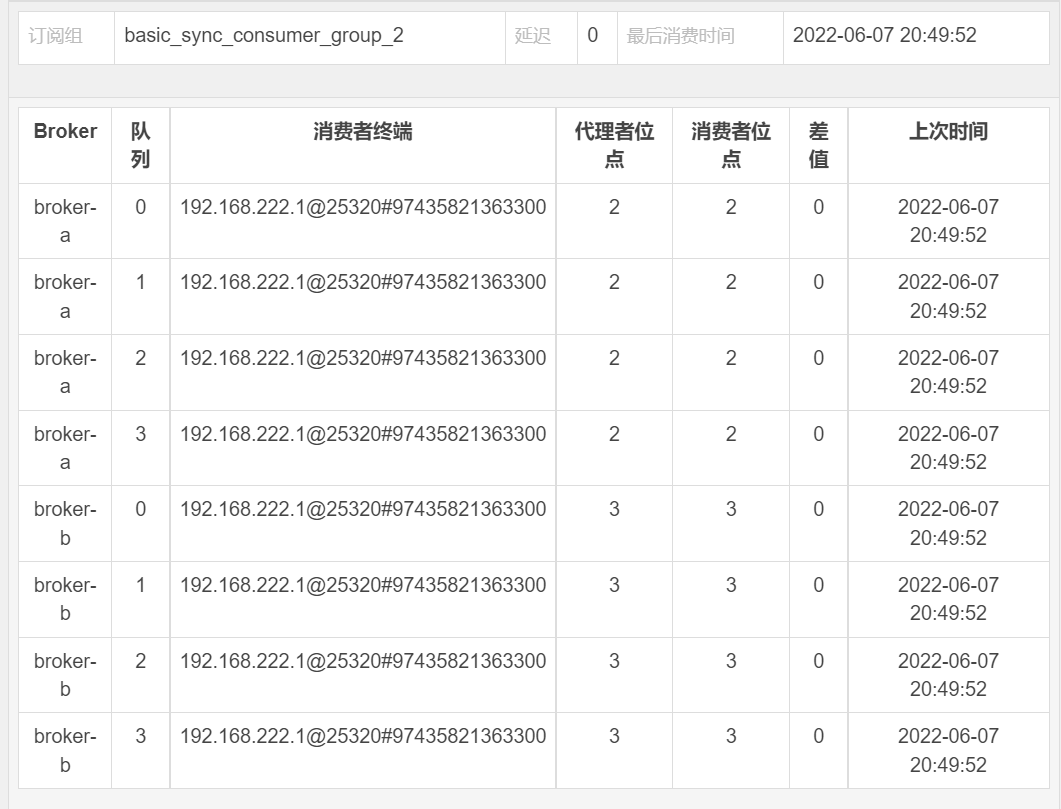 订阅组 basic_sync_consumer_group_2 延迟 0 最后消费时间 2022-06-07 20:49:52
Broker 队列 消费者终端 代理者位点 消费者位点 差值 上次时间
broker-a 0 192.168.222.1@25320#97435821363300 2 2 0 2022-06-07 20:49:52
broker-a 1 192.168.222.1@25320#97435821363300 2 2 0 2022-06-07 20:49:52
broker-a 2 192.168.222.1@25320#97435821363300 2 2 0 2022-06-07 20:49:52
broker-a 3 192.168.222.1@25320#97435821363300 2 2 0 2022-06-07 20:49:52
broker-b 0 192.168.222.1@25320#97435821363300 3 3 0 2022-06-07 20:49:52
broker-b 1 192.168.222.1@25320#97435821363300 3 3 0 2022-06-07 20:49:52
broker-b 2 192.168.222.1@25320#97435821363300 3 3 0 2022-06-07 20:49:52
broker-b 3 192.168.222.1@25320#97435821363300 3 3 0 2022-06-07 20:49:52